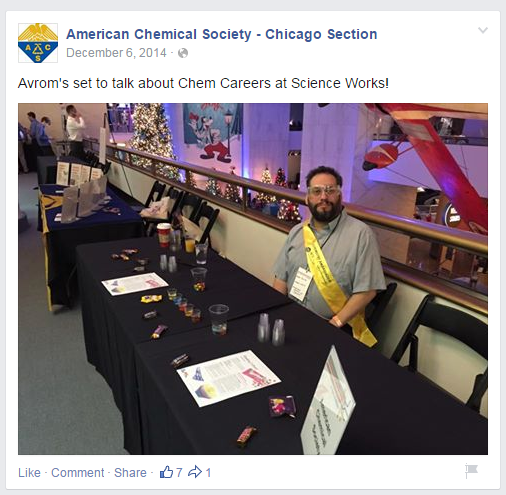 American Chemical Society - Chicago Section
December 6, 2014 ·
Avrom's set to talk about Chem Careers at Science Works!
Like · Comment · Share · 7 1